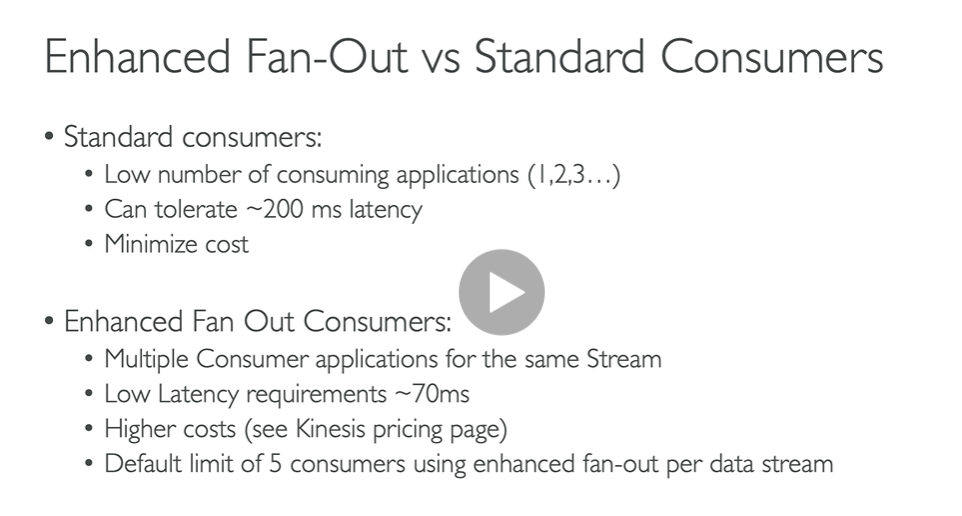 Enhanced Fan-Out vs Standard Consumers
• Standard consumers:
• Low number of consuming applications (1,2,3…)
• Can tolerate ~200 ms latency
• Minimize cost
• Enhanced Fan Out Consumers:
• Multiple Consumer applications for the same Stream
• Low Latency requirements ~70ms
• Higher costs (see Kinesis pricing page)
• Default limit of 5 consumers using enhanced fan-out per data stream